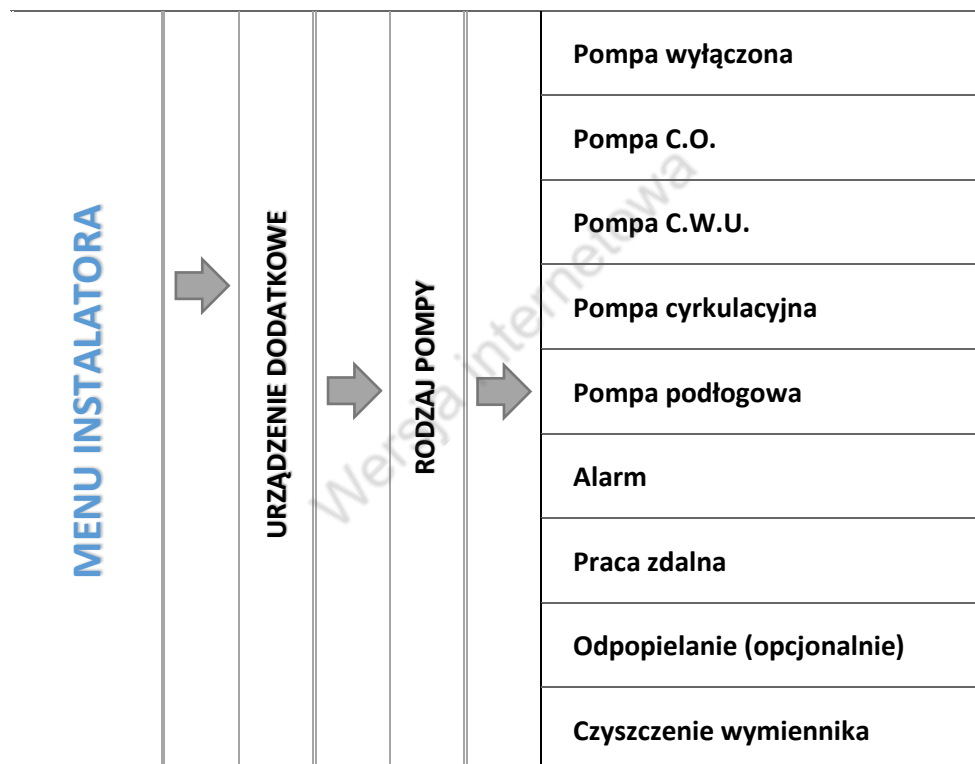 MENU INSTALATORA
URZĄDZENIE DODATKOWE
RODZAJ POMPY
Pompa wyłączona
Pompa C.O.
Pompa C.W.U.
Pompa cyrkulacyjna
Pompa podłogowa
Alarm
Praca zdalna
Odpopielanie (opcjonalnie)
Czyszczenie wymiennika
Wersja internetowa